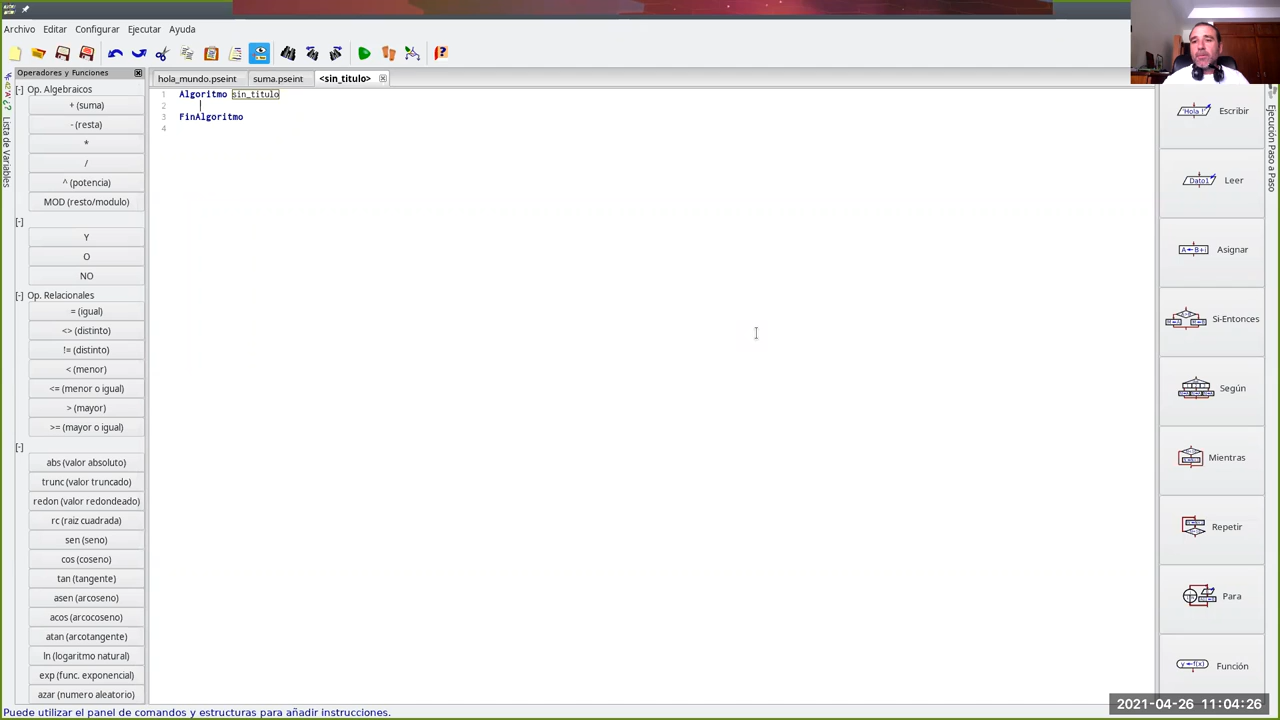 Archivo Editar Configurar Ejecutar Ayuda
Operadores y Funciones
hola_mundo.pseint suma.pseint <sin_titulo>
[-] Op. Algebraicos
+ (suma)
- (resta)
*
/
^ (potencia)
MOD (resto/modulo)
[-]
Y
O
NO
[-] Op. Relacionales
= (igual)
<> (distinto)
!= (distinto)
< (menor)
<= (menor o igual)
> (mayor)
>= (mayor o igual)
[-]
abs (valor absoluto)
trunc (valor truncado)
redon (valor redondeado)
rc (raiz cuadrada)
sen (seno)
cos (coseno)
tan (tangente)
asen (arcoseno)
acos (arcocoseno)
atan (arcotangente)
ln (logaritmo natural)
exp (func. exponencial)
azar (numero aleatorio)
Lista de Variables
1 Algoritmo sin_titulo
2
3 FinAlgoritmo
4
Escribir
Leer
Asignar
Si-Entonces
Según
Mientras
Repetir
Para
Función
Ejecución Paso a Paso
Puede utilizar el panel de comandos y estructuras para añadir instrucciones.
2021-04-26 11:04:26